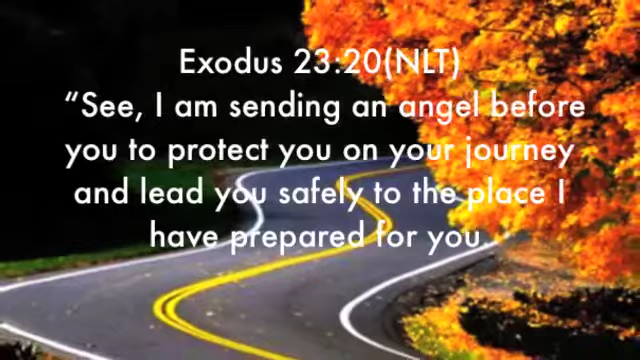 Exodus 23:20(NLT)
“See, I am sending an angel before
you to protect you on your journey
and lead you safely to the place I
have prepared for you.